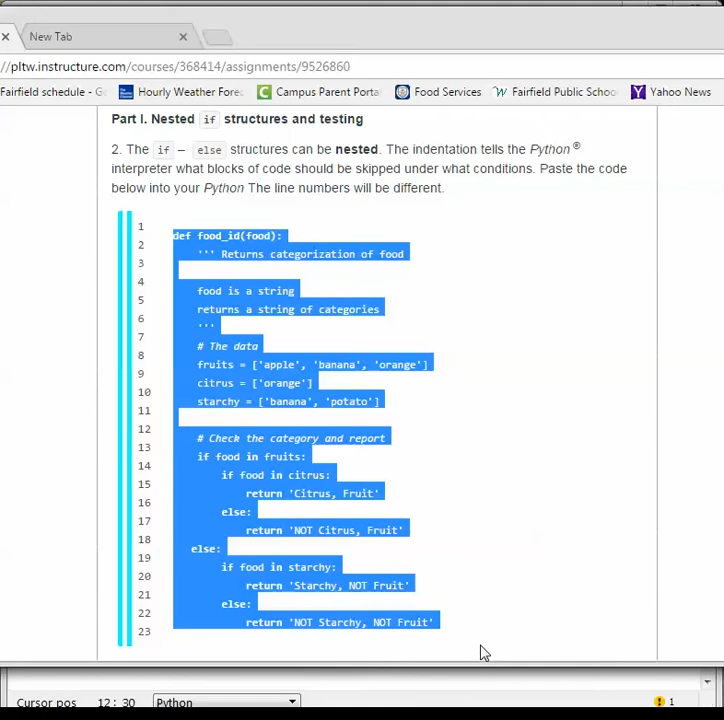 New Tab
//pltw.instructure.com/courses/368414/assignments/9526860
Fairfield schedule - Go Hourly Weather Forec Campus Parent Porta Food Services Fairfield Public Schoo Yahoo News
Part I. Nested if structures and testing
2. The if – else structures can be nested. The indentation tells the Python ®
interpreter what blocks of code should be skipped under what conditions. Paste the code
below into your Python The line numbers will be different.
1 def food_id(food):
2 ''' Returns categorization of food
3
4 food is a string
5 returns a string of categories
6 '''
7 # The data
8 fruits = ['apple', 'banana', 'orange']
9 citrus = ['orange']
10 starchy = ['banana', 'potato']
11
12 # Check the category and report
13 if food in fruits:
14 if food in citrus:
15 return 'Citrus, Fruit'
16 else:
17 return 'NOT Citrus, Fruit'
18 else:
19 if food in starchy:
20 return 'Starchy, NOT Fruit'
21 else:
22 return 'NOT Starchy, NOT Fruit'
23
Cursor pos 12: 30 Python 1